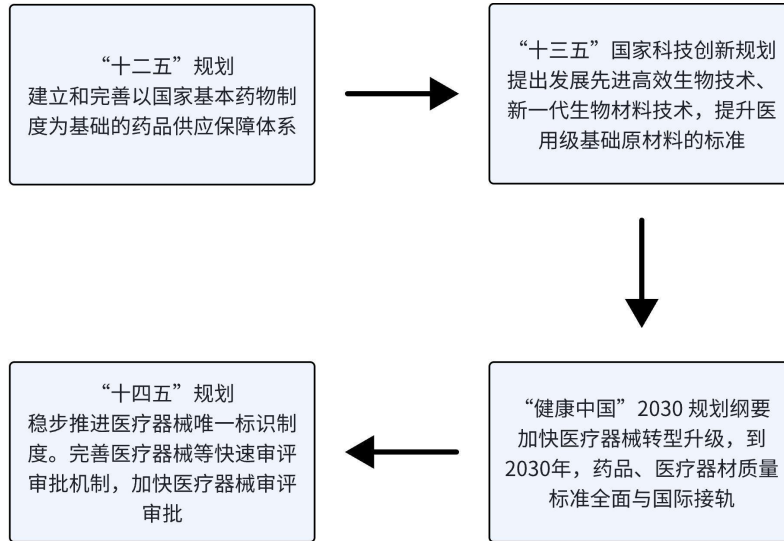 “十二五”规划
建立和完善以国家基本药物制
度为基础的药品供应保障体系
“十三五”国家科技创新规划
提出发展先进高效生物技术、
新一代生物材料技术，提升医
用级基础原材料的标准
“健康中国”2030 规划纲要
加快医疗器械转型升级，到
2030年，药品、医疗器材质量
标准全面与国际接轨
“十四五”规划
稳步推进医疗器械唯一标识制
度。完善医疗器械等快速审评
审批机制，加快医疗器械审评
审批